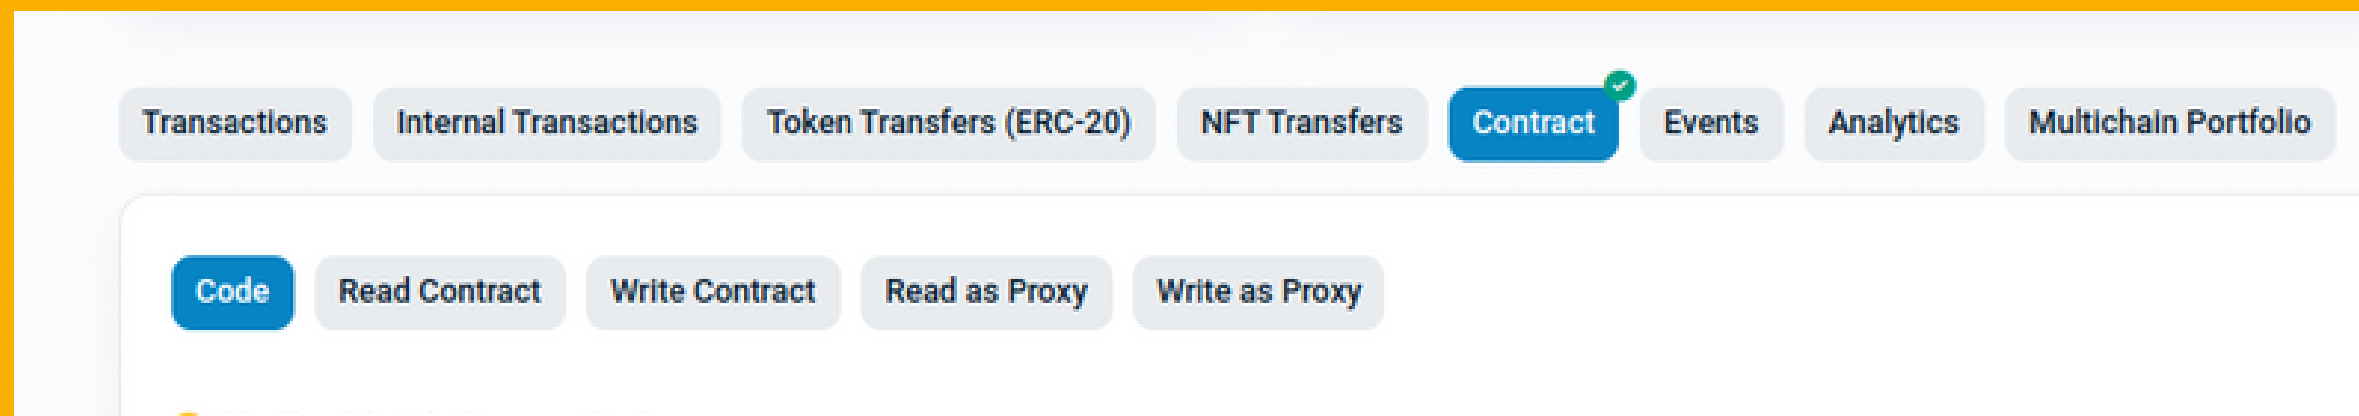 Transactions Internal Transactions Token Transfers (ERC-20) NFT Transfers Contract Events Analytics Multichain Portfolio
Code Read Contract Write Contract Read as Proxy Write as Proxy